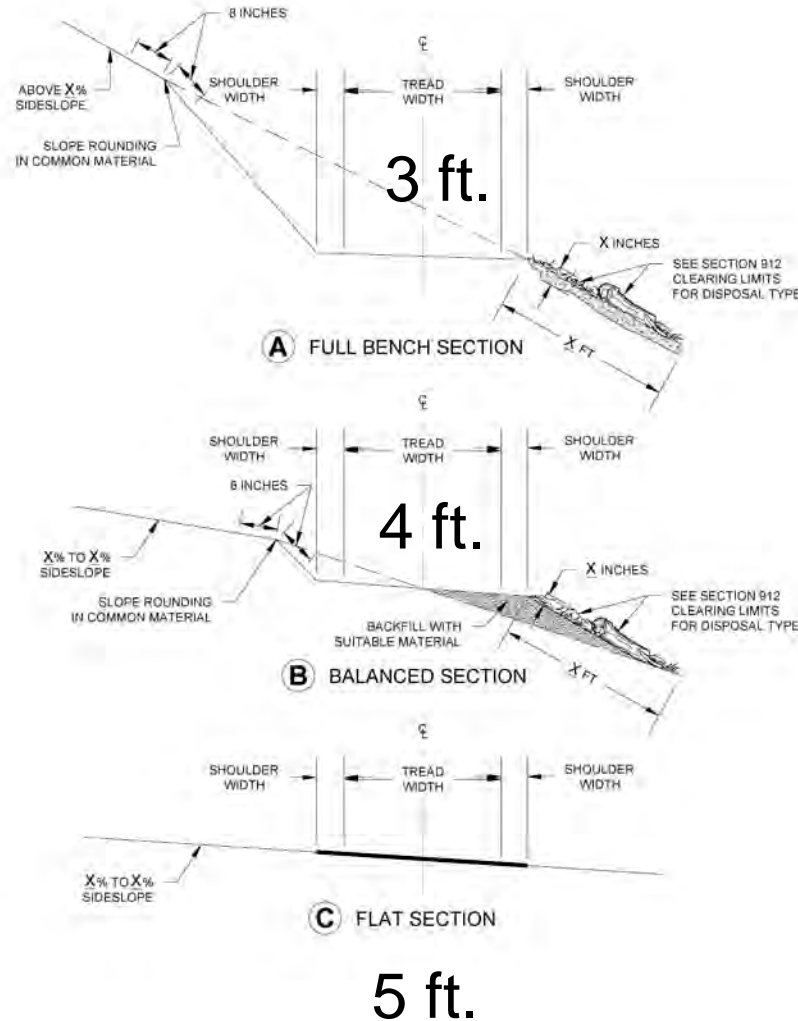 8 INCHES
℄
ABOVE X%
SIDESLOPE
SHOULDER
WIDTH
TREAD
WIDTH
SHOULDER
WIDTH
SLOPE ROUNDING
IN COMMON MATERIAL
3 ft.
X INCHES
SEE SECTION 912
CLEARING LIMITS
FOR DISPOSAL TYPE
X FT
A FULL BENCH SECTION
℄
SHOULDER
WIDTH
TREAD
WIDTH
SHOULDER
WIDTH
8 INCHES
4 ft.
X% TO X%
SIDESLOPE
SLOPE ROUNDING
IN COMMON MATERIAL
X INCHES
SEE SECTION 912
CLEARING LIMITS
FOR DISPOSAL TYPE
BACKFILL WITH
SUITABLE MATERIAL
X FT
B BALANCED SECTION
℄
SHOULDER
WIDTH
TREAD
WIDTH
SHOULDER
WIDTH
X% TO X%
SIDESLOPE
C FLAT SECTION
5 ft.